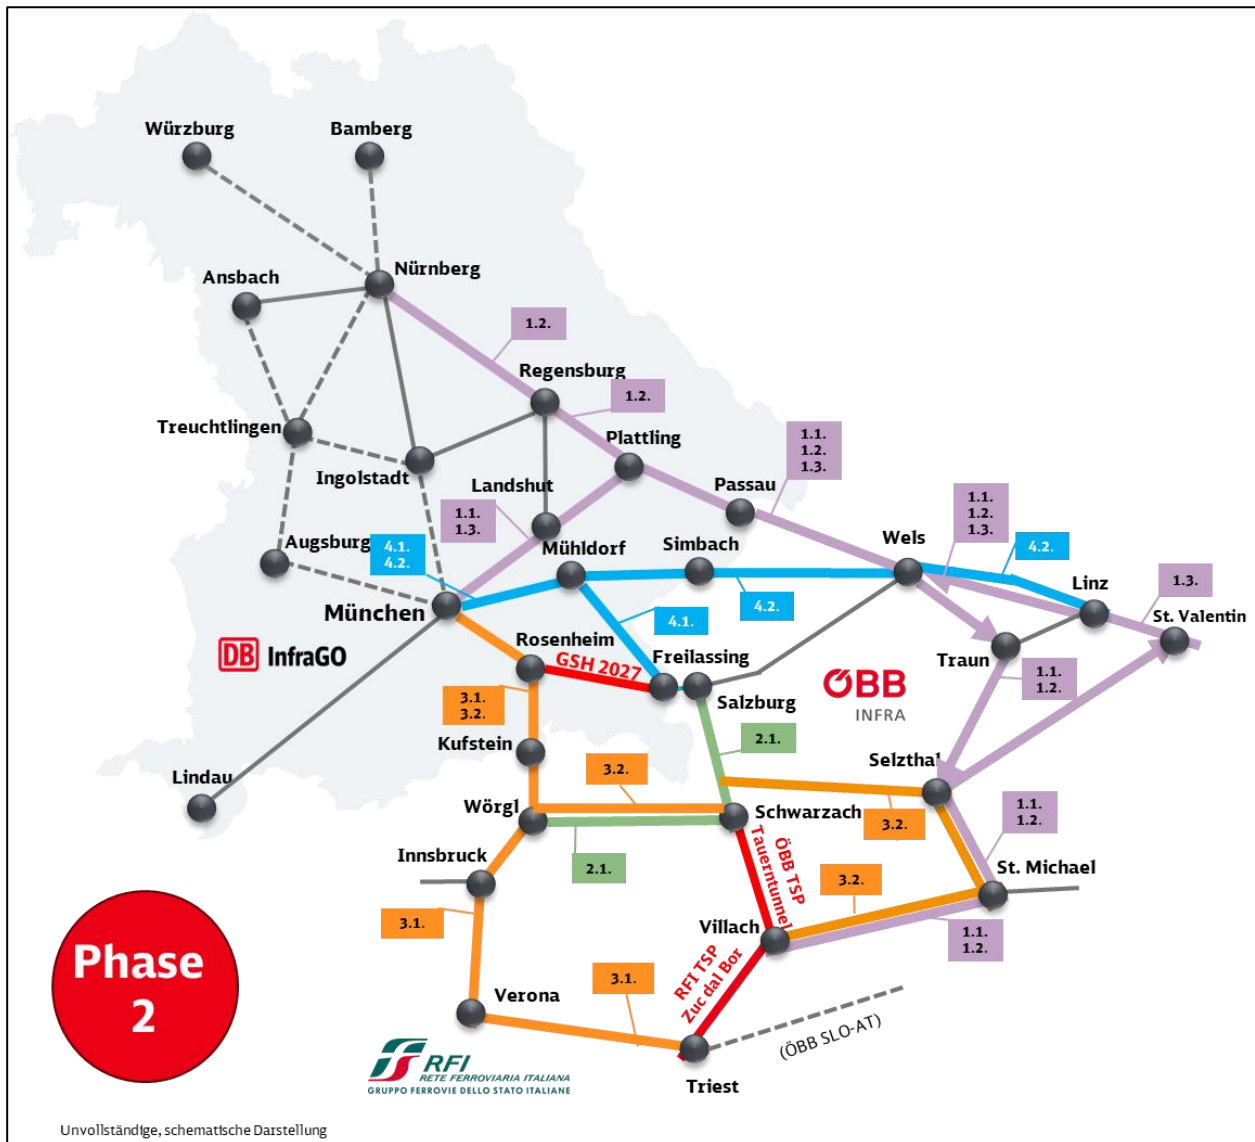 Würzburg
Bamberg
Nürnberg
Ansbach
1.2.
Regensburg
1.2.
Treuchtlingen
Plattling
1.1.
1.2.
1.3.
Ingolstadt
Landshut
Passau
1.1.
1.3.
1.1.
1.2.
1.3.
Augsburg
4.1.
4.2.
Mühldorf
Simbach
Wels
4.2.
Linz
1.3.
München
4.2.
4.1.
St. Valentin
Rosenheim
Freilassing
Traun
DB InfraGO
GSH 2027
ÖBB
INFRA
1.1.
1.2.
3.1.
3.2.
Salzburg
Kufstein
2.1.
Selzthal
Lindau
3.2.
Wörgl
Schwarzach
3.2.
1.1.
1.2.
Innsbruck
2.1.
ÖBB TSP
Tauerntunnel
3.2.
St. Michael
3.1.
Villach
1.1.
1.2.
Phase
2
RFI TSP
Zuc dal Bor
3.1.
Verona
(ÖBB SLO-AT)
RFI
RETE FERROVIARIA ITALIANA
GRUPPO FERROVIE DELLO STATO ITALIANE
Triest
Unvollständige, schematische Darstellung